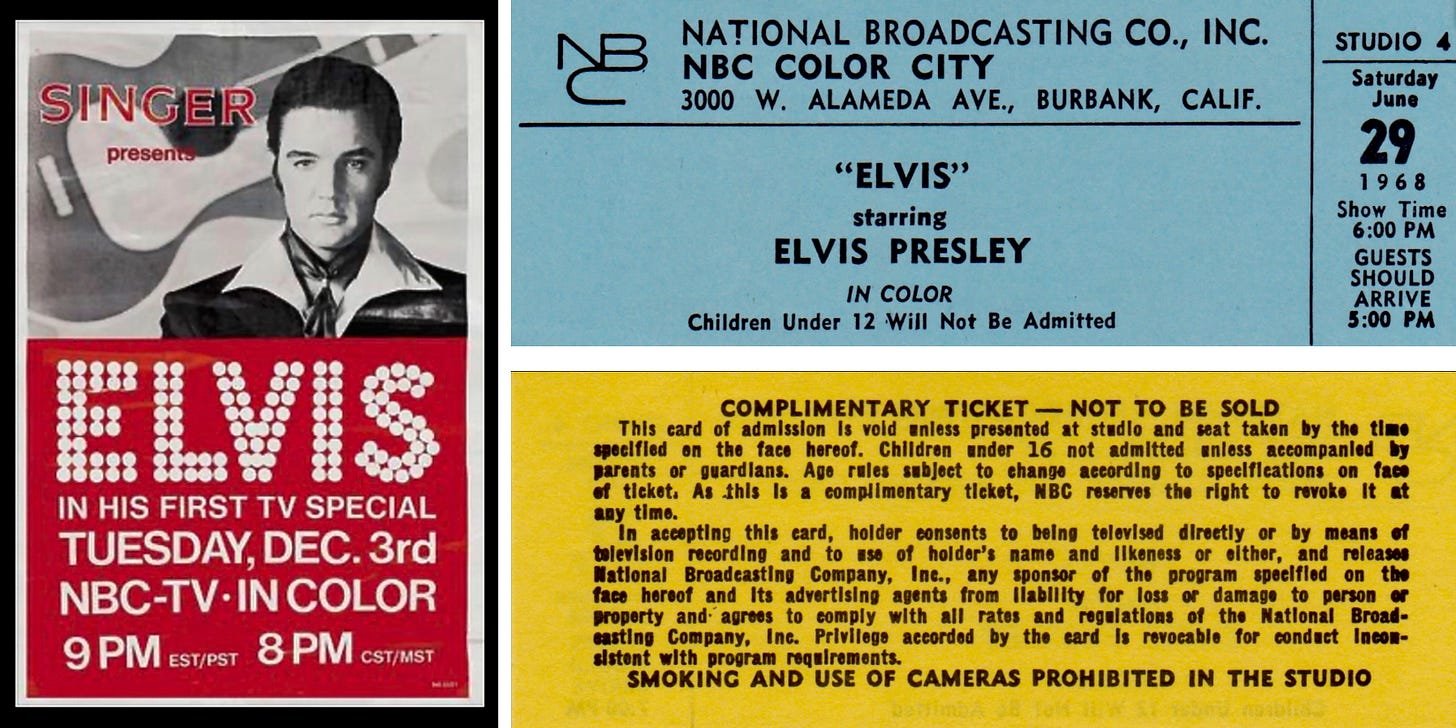 SINGER
presents
ELVIS
IN HIS FIRST TV SPECIAL
TUESDAY, DEC. 3rd
NBC-TV • IN COLOR
9 PM EST/PST 8 PM CST/MST
NBC
NATIONAL BROADCASTING CO., INC.
NBC COLOR CITY
3000 W. ALAMEDA AVE., BURBANK, CALIF.
"ELVIS"
starring
ELVIS PRESLEY
IN COLOR
Children Under 12 Will Not Be Admitted
STUDIO 4
Saturday
June
29
1968
Show Time
6:00 PM
GUESTS
SHOULD
ARRIVE
5:00 PM
COMPLIMENTARY TICKET — NOT TO BE SOLD
This card of admission is void unless presented at studio and seat taken by the time
specified on the face hereof. Children under 16 not admitted unless accompanied by
parents or guardians. Age rules subject to change according to specifications on face
of ticket. As this is a complimentary ticket, NBC reserves the right to revoke it at
any time.
In accepting this card, holder consents to being televised directly or by means of
television recording and to use of holder's name and likeness or either, and releases
National Broadcasting Company, Inc., any sponsor of the program specified on the
face hereof and its advertising agents from liability for loss or damage to person or
property and agrees to comply with all rates and regulations of the National Broad-
casting Company, Inc. Privilege accorded by the card is revocable for conduct incon-
sistent with program requirements.
SMOKING AND USE OF CAMERAS PROHIBITED IN THE STUDIO